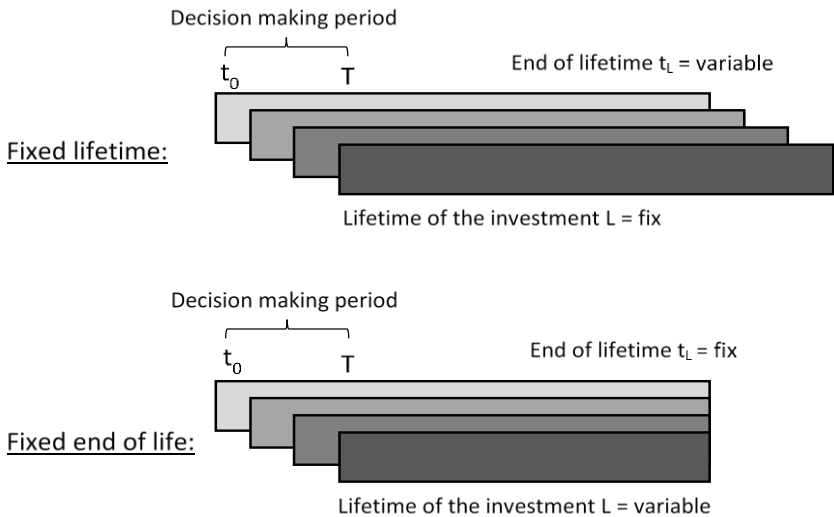 Decision making period
t₀
T
End of lifetime tL = variable
Fixed lifetime:
Lifetime of the investment L = fix
Decision making period
t₀
T
End of lifetime tL = fix
Fixed end of life:
Lifetime of the investment L = variable